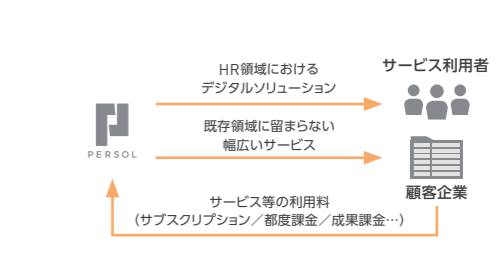 サービス利用者
HR領域における
デジタルソリューション
既存領域に留まらない
幅広いサービス
PERSOL
顧客企業
サービス等の利用料
（サブスクリプション／都度課金／成果課金…）